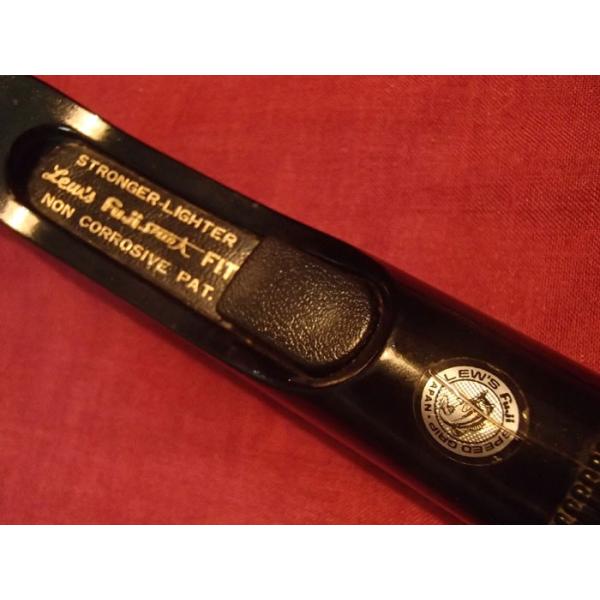 STRONGER-LIGHTER
Lew's Fuji Speed FIT
NON CORROSIVE PAT.
LEW'S Fuji
SPEED GRIP
JAPAN